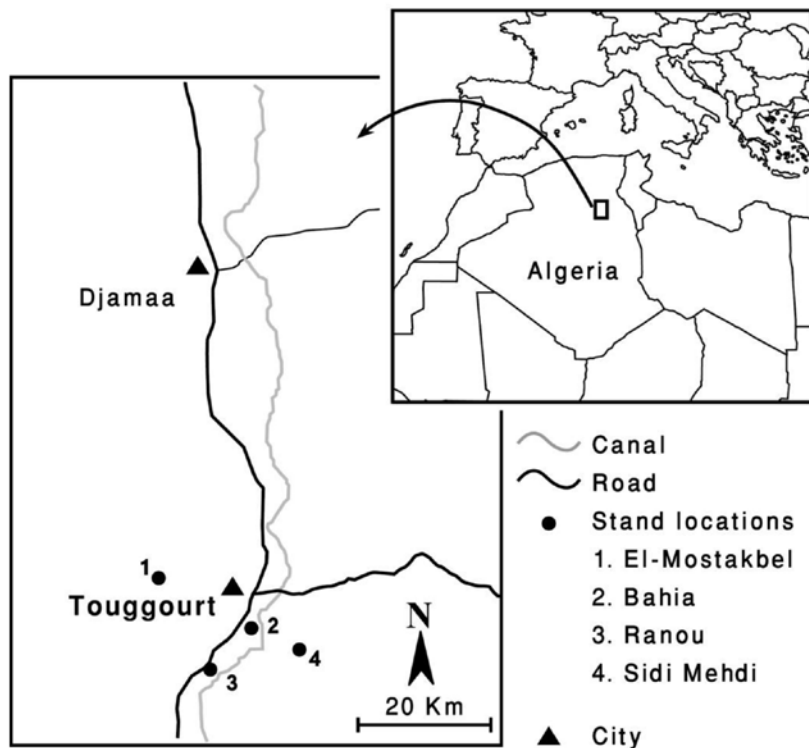 Algeria
Djamaa
1
Touggourt
2
4
3
N
20 Km
Canal
Road
Stand locations
1. El-Mostakbel
2. Bahia
3. Ranou
4. Sidi Mehdi
City